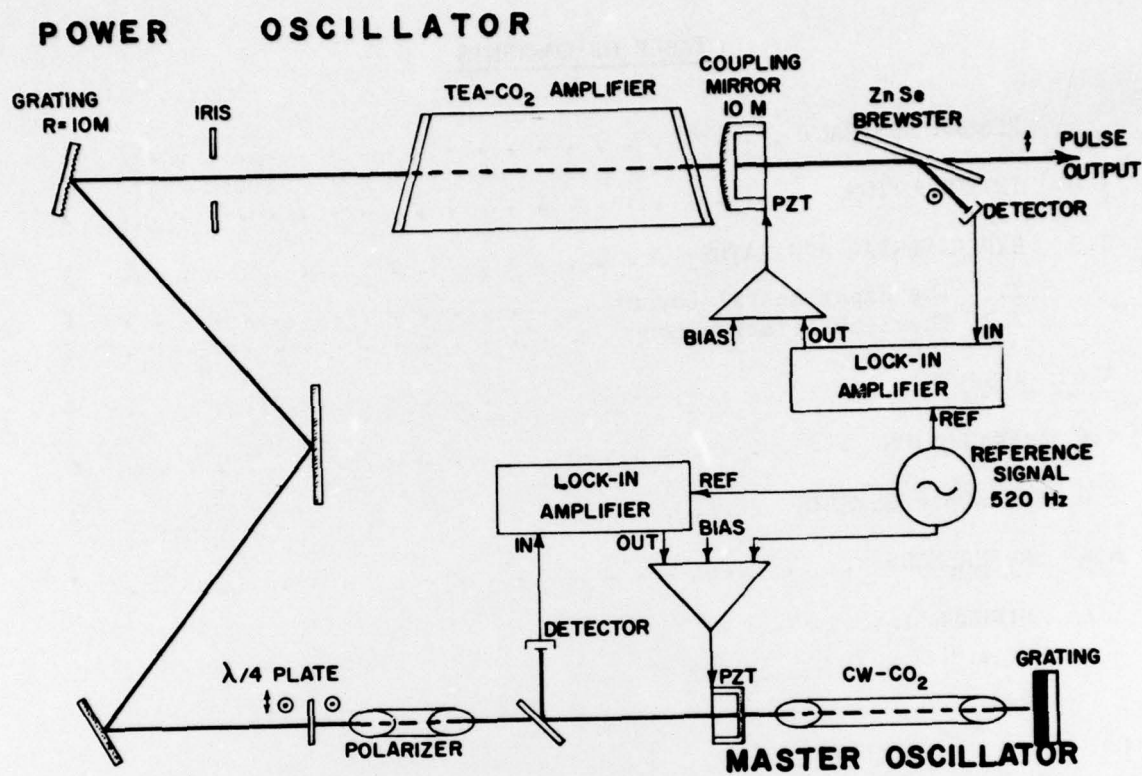 POWER OSCILLATOR
GRATING
R = 10M
IRIS
TEA-CO₂ AMPLIFIER
COUPLING
MIRROR
10 M
Zn Se
BREWSTER
PULSE
OUTPUT
PZT
DETECTOR
BIAS
OUT
IN
LOCK-IN
AMPLIFIER
REF
REFERENCE
SIGNAL
520 Hz
LOCK-IN
AMPLIFIER
REF
IN
OUT
BIAS
DETECTOR
λ/4 PLATE
POLARIZER
PZT
CW-CO₂
GRATING
MASTER OSCILLATOR